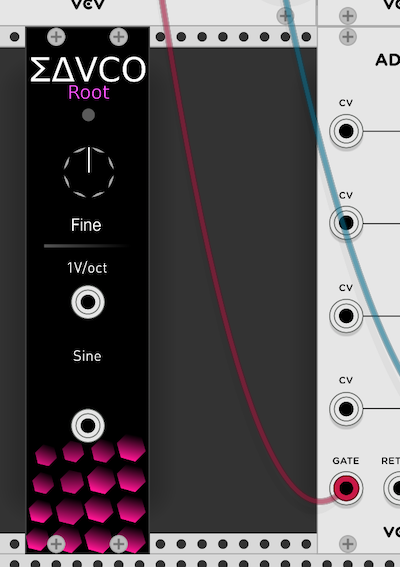 VCV
VC
ΣΔVCO
Root
Fine
1V/oct
Sine
AD
CV
CV
CV
CV
GATE
RET
VC